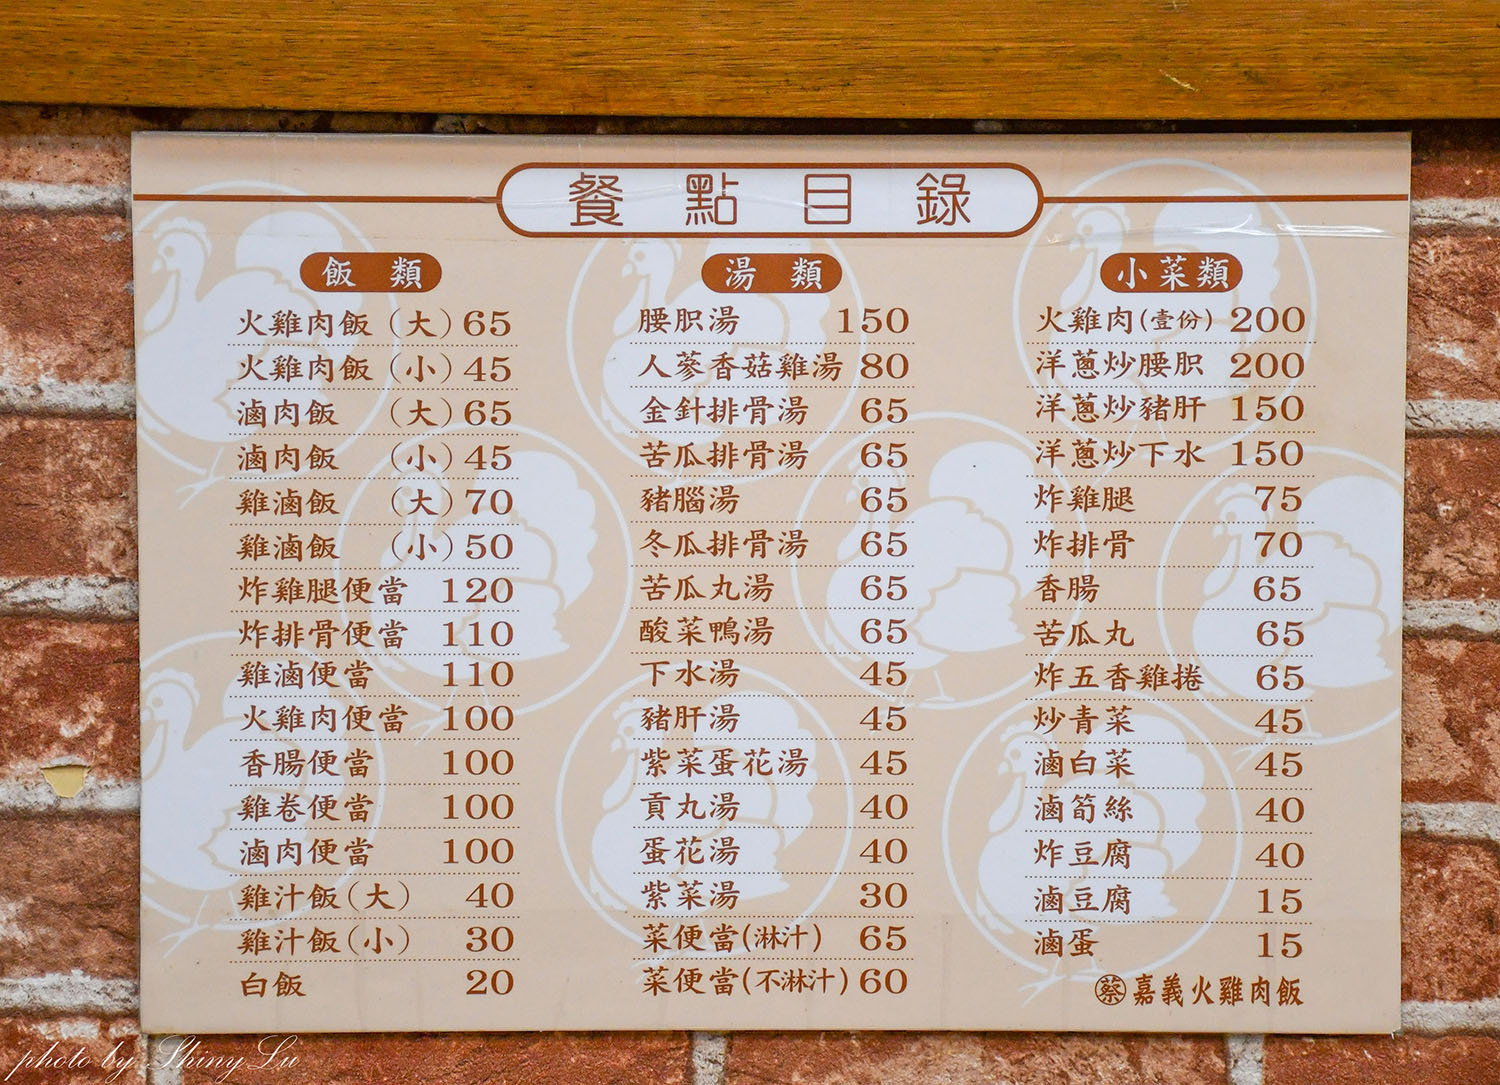 餐點目錄
飯類
火雞肉飯（大）65
火雞肉飯（小）45
滷肉飯（大）65
滷肉飯（小）45
雞滷飯（大）70
雞滷飯（小）50
炸雞腿便當 120
炸排骨便當 110
雞滷便當 110
火雞肉便當 100
香腸便當 100
雞卷便當 100
滷肉便當 100
雞汁飯（大） 40
雞汁飯（小） 30
白飯 20
湯類
腰脤湯 150
人蔘香菇雞湯 80
金針排骨湯 65
苦瓜排骨湯 65
豬腦湯 65
冬瓜排骨湯 65
苦瓜丸湯 65
酸菜鴨湯 65
下水湯 45
豬肝湯 45
紫菜蛋花湯 45
貢丸湯 40
蛋花湯 40
紫菜湯 30
菜便當（淋汁） 65
菜便當（不淋汁）60
小菜類
火雞肉（壹份） 200
洋蔥炒腰脤 200
洋蔥炒豬肝 150
洋蔥炒下水 150
炸雞腿 75
炸排骨 70
香腸 65
苦瓜丸 65
炸五香雞捲 65
炒青菜 45
滷白菜 45
滷筍絲 40
炸豆腐 40
滷豆腐 15
滷蛋 15
蔡 嘉義火雞肉飯
photo by Shiny Lu